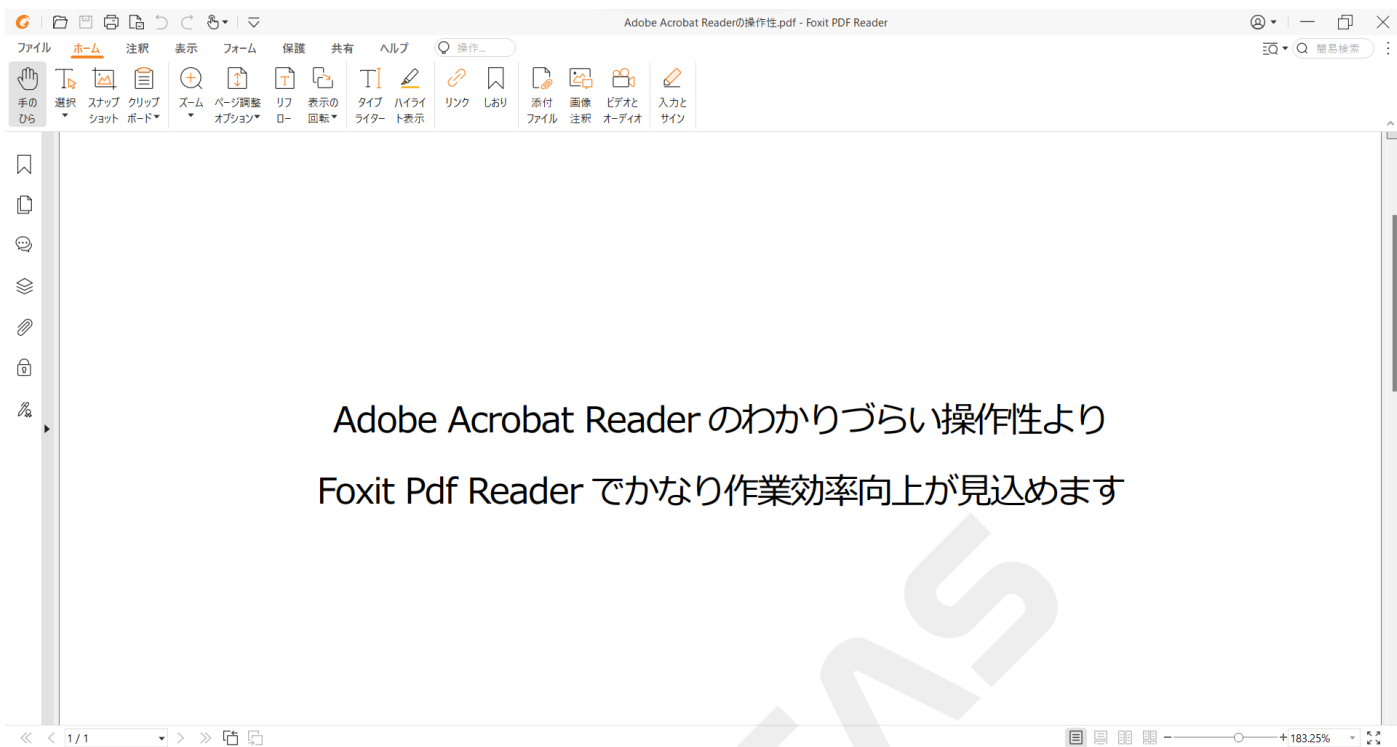 Adobe Acrobat Readerの操作性.pdf - Foxit PDF Reader
ファイル ホーム 注釈 表示 フォーム 保護 共有 ヘルプ 操作... 簡易検索
手の 選択 スナップ クリップ ズーム ページ調整 リフ 表示の タイプ ハイライ リンク しおり 添付 画像 ビデオと 入力と
ひら ショット ボード オプション ロー 回転 ライター ト表示 ファイル 注釈 オーディオ サイン
Adobe Acrobat Reader のわかりづらい操作性より
Foxit Pdf Reader でかなり作業効率向上が見込めます
1 / 1 183.25%